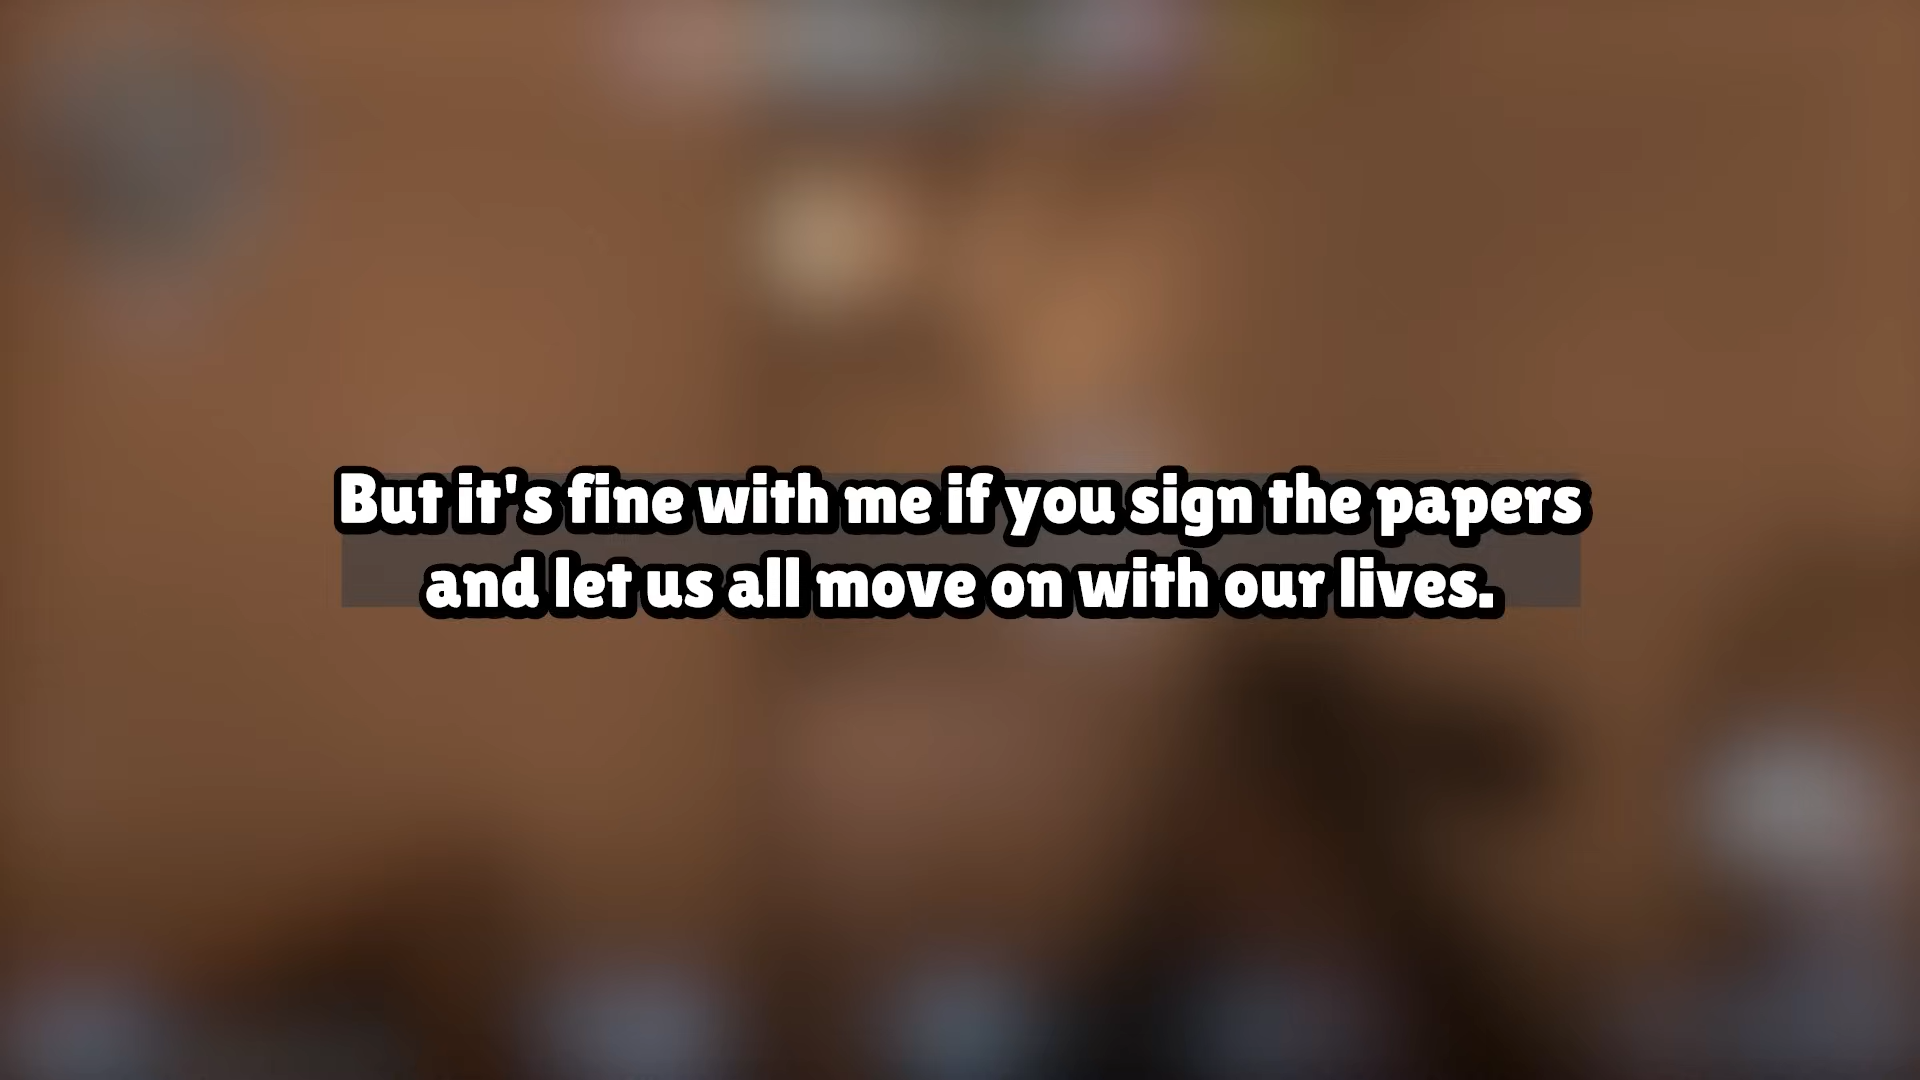 But it's fine with me if you sign the papers
and let us all move on with our lives.